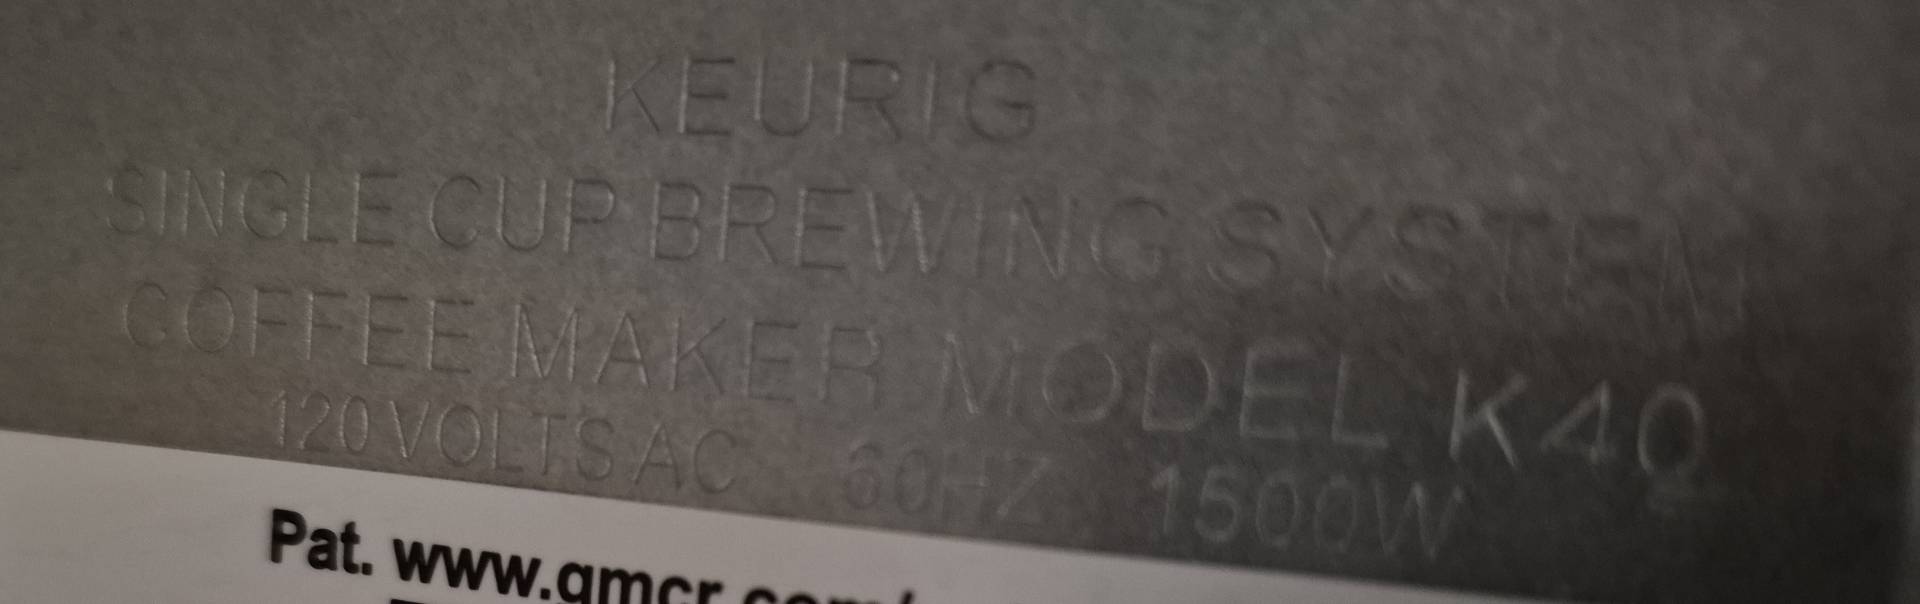 KEURIG
SINGLE CUP BREWING SYSTEM
COFFEE MAKER MODEL K40
120 VOLTS AC 60HZ 1500W
Pat. www.gmcr.com/